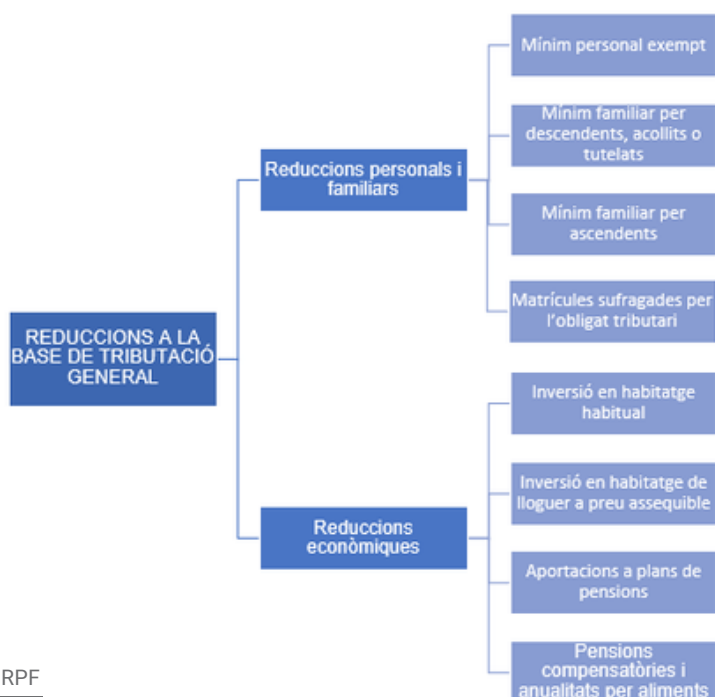 REDUCCIONS A LA
BASE DE TRIBUTACIÓ
GENERAL
Reduccions personals i
familiars
Mínim personal exempt
Mínim familiar per
descendents, acollits o
tutelats
Mínim familiar per
ascendents
Matrícules sufragades per
l'obligat tributari
Reduccions
econòmiques
Inversió en habitatge
habitual
Inversió en habitatge de
lloguer a preu assequible
Aportacions a plans de
pensions
Pensions
compensatòries i
anualitats per aliments
RPF